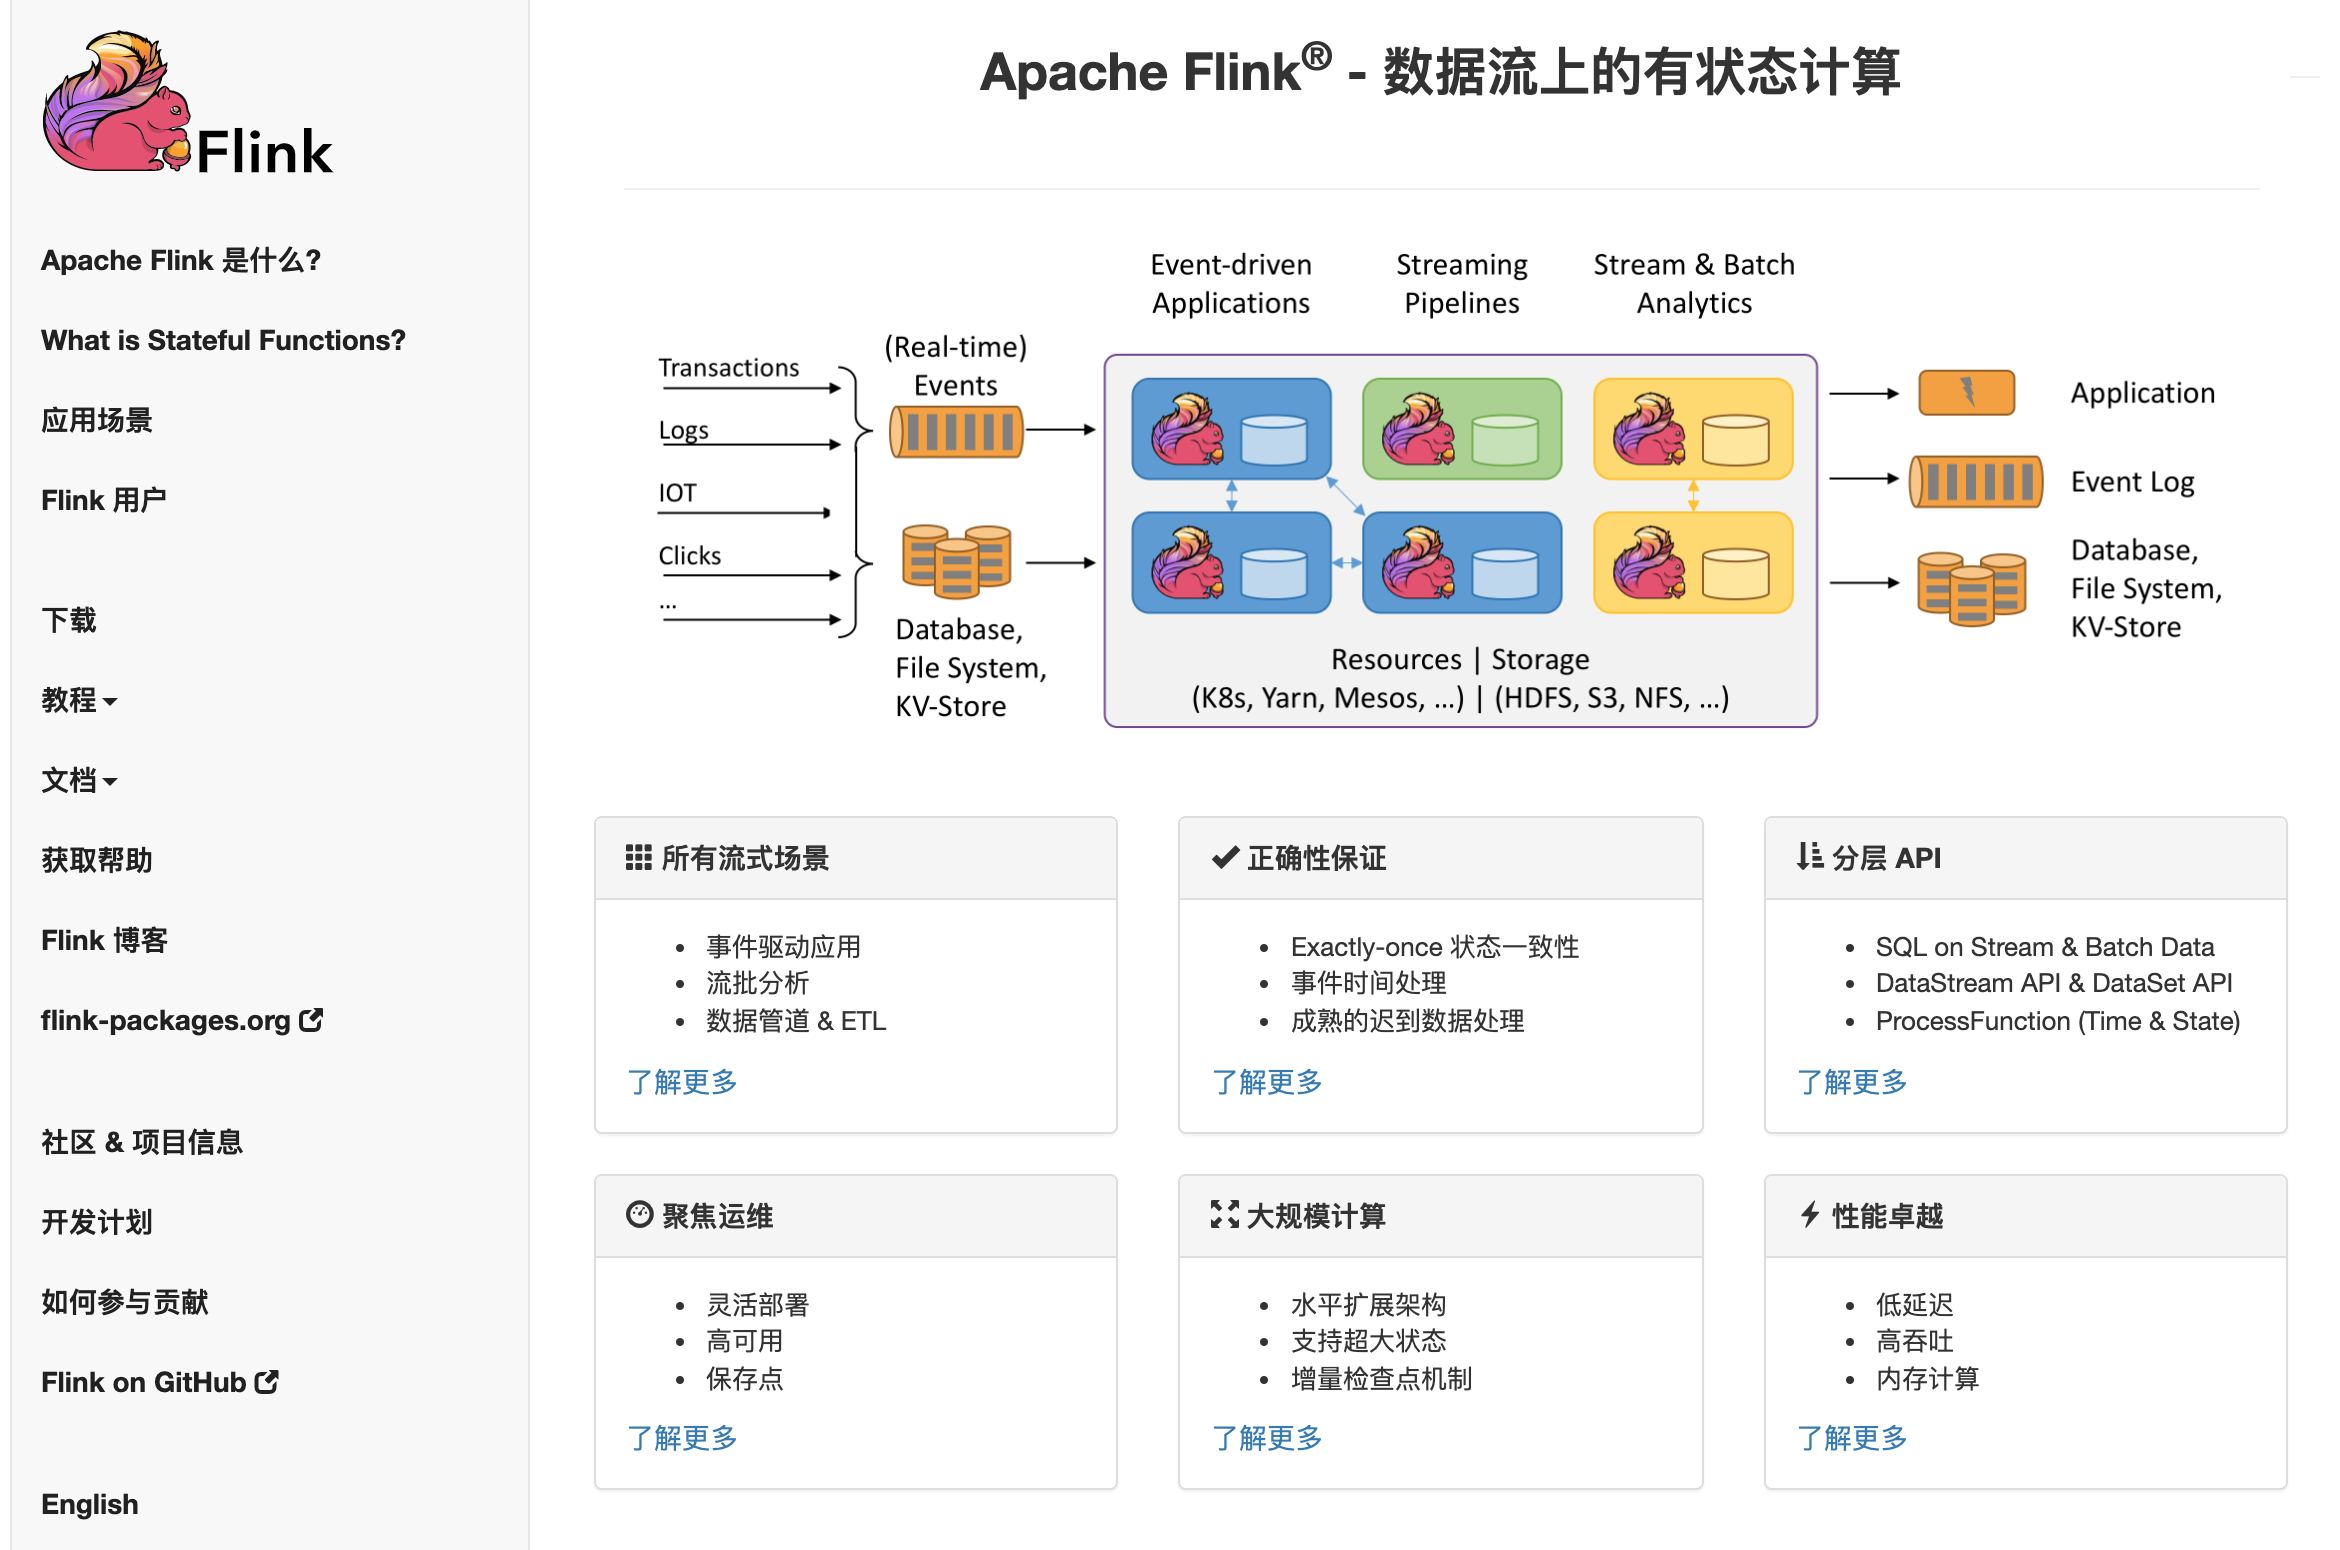 Flink
Apache Flink 是什么?
What is Stateful Functions?
应用场景
Flink 用户
下载
教程
文档
获取帮助
Flink 博客
flink-packages.org
社区 & 项目信息
开发计划
如何参与贡献
Flink on GitHub
English
Apache Flink® - 数据流上的有状态计算
Event-driven
Applications
Streaming
Pipelines
Stream & Batch
Analytics
Transactions
Logs
IOT
Clicks
...
(Real-time)
Events
Database,
File System,
KV-Store
Resources | Storage
(K8s, Yarn, Mesos, ...) | (HDFS, S3, NFS, ...)
Application
Event Log
Database,
File System,
KV-Store
所有流式场景
事件驱动应用
流批分析
数据管道 & ETL
了解更多
正确性保证
Exactly-once 状态一致性
事件时间处理
成熟的迟到数据处理
了解更多
分层 API
SQL on Stream & Batch Data
DataStream API & DataSet API
ProcessFunction (Time & State)
了解更多
聚焦运维
灵活部署
高可用
保存点
了解更多
大规模计算
水平扩展架构
支持超大状态
增量检查点机制
了解更多
性能卓越
低延迟
高吞吐
内存计算
了解更多